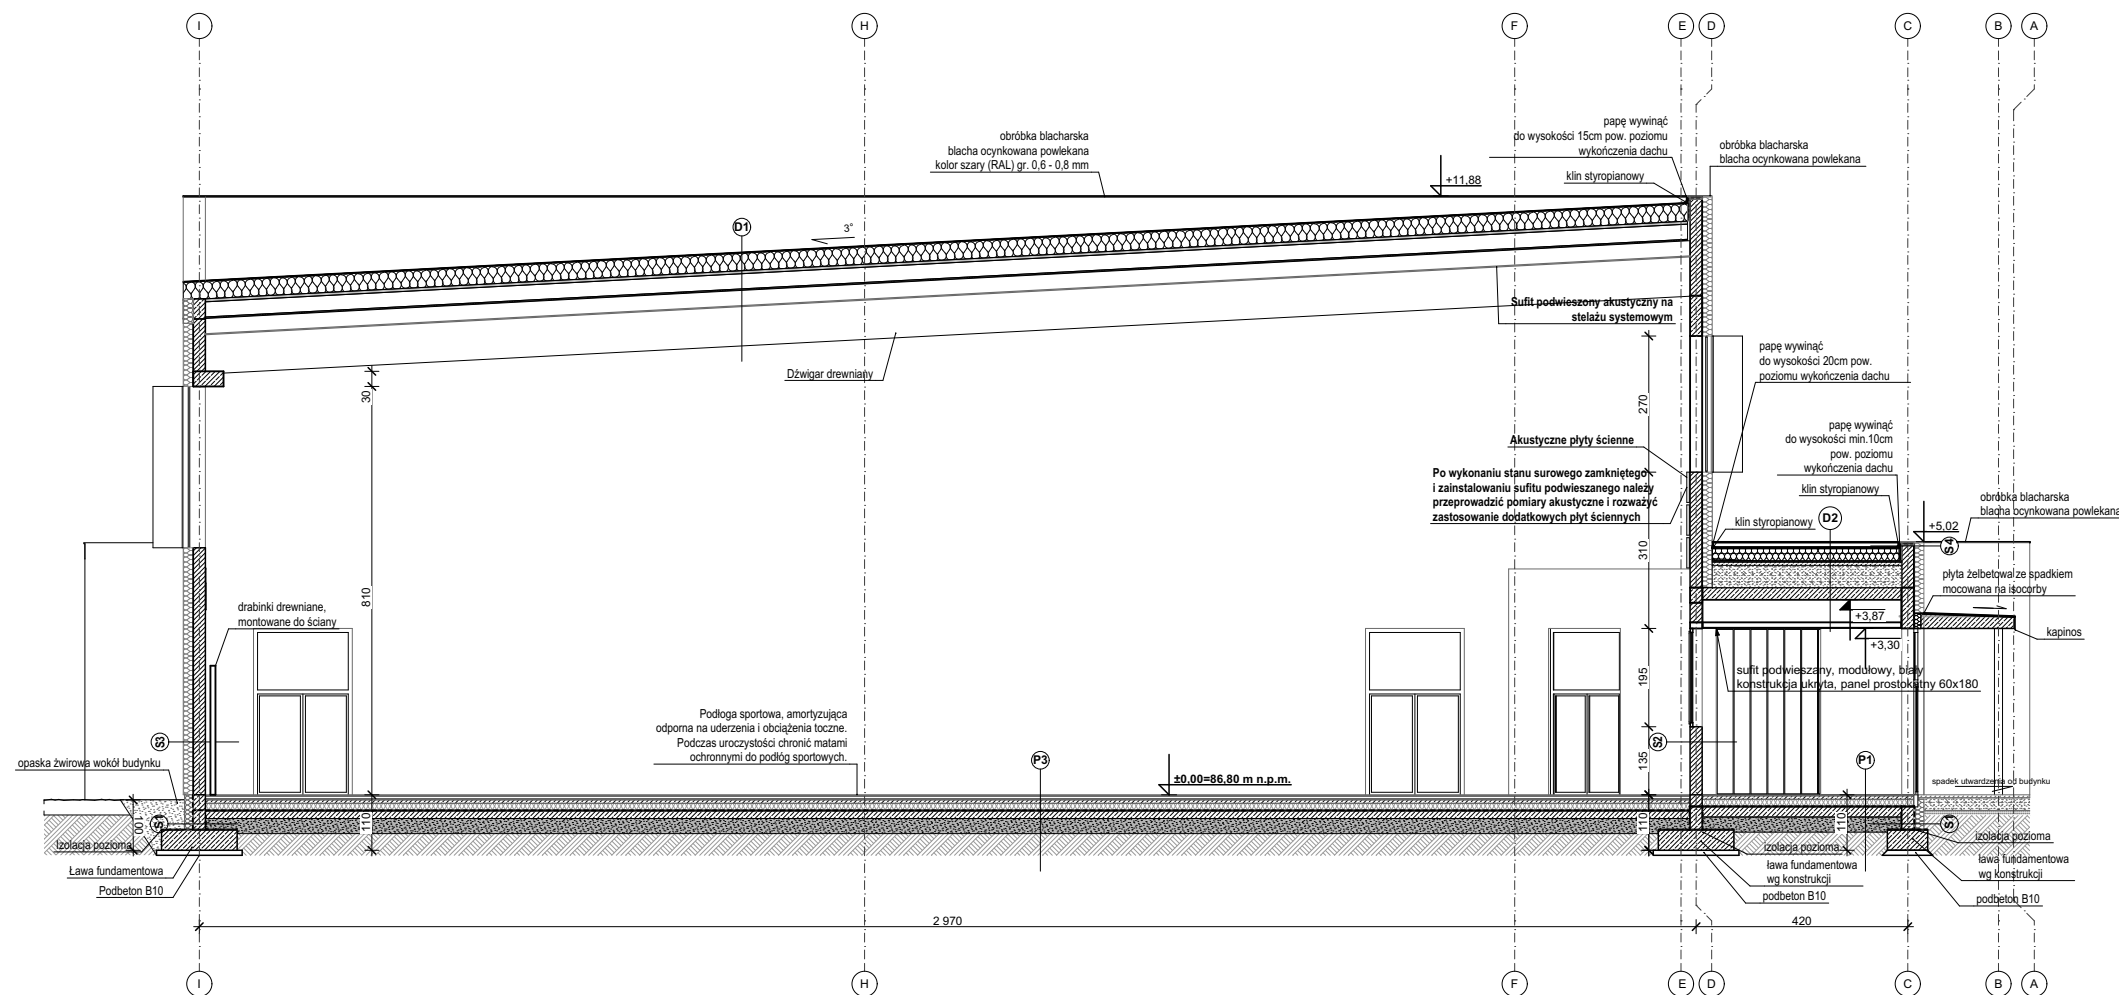 I
H
F
E
D
C
B
A
obróbka blacharska
blacha ocynkowana powlekana
kolor szary (RAL) gr. 0,6 - 0,8 mm
papę wywinąć
do wysokości 15cm pow. poziomu
wykończenia dachu
obróbka blacharska
blacha ocynkowana powlekana
+11,88
klin styropianowy
D1
3°
Sufit podwieszony akustyczny na
stelażu systemowym
Dźwigar drewniany
papę wywinąć
do wysokości 20cm pow.
poziomu wykończenia dachu
30
270
Akustyczne płyty ścienne
papę wywinąć
do wysokości min.10cm
pow. poziomu
wykończenia dachu
Po wykonaniu stanu surowego zamkniętego
i zainstalowaniu sufitu podwieszanego należy
przeprowadzić pomiary akustyczne i rozważyć
zastosowanie dodatkowych płyt ściennych
klin styropianowy
obróbka blacharska
blacha ocynkowana powlekana
klin styropianowy
D2
+5,02
S4
310
810
płyta żelbetowa ze spadkiem
mocowana na isocorby
drabinki drewniane,
montowane do ściany
+3,87
kapinos
+3,30
195
sufit podwieszany, modułowy, biały
konstrukcja ukryta, panel prostokątny 60x180
Podłoga sportowa, amortyzująca
odporna na uderzenia i obciążenia toczne.
Podczas uroczystości chronić matami
ochronnymi do podłóg sportowych.
S3
S2
opaska żwirowa wokół budynku
P3
135
P1
±0,00=86,80 m n.p.m.
spadek utwardzenia od budynku
1,00
S1
110
110
110
S1
Izolacja pozioma
izolacja pozioma
izolacja pozioma
Ława fundamentowa
ława fundamentowa
wg konstrukcji
ława fundamentowa
wg konstrukcji
Podbeton B10
podbeton B10
podbeton B10
2 970
420
I
H
F
E
D
C
B
A